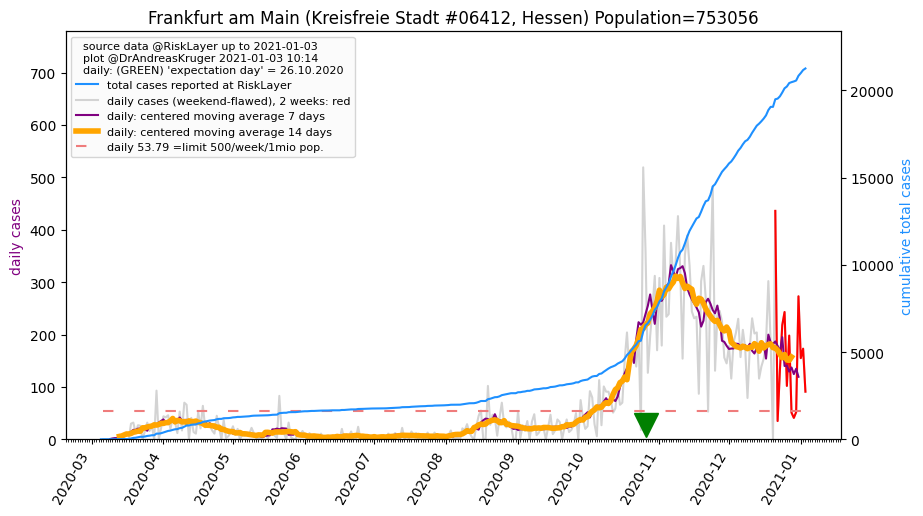 Frankfurt am Main (Kreisfreie Stadt #06412, Hessen) Population=753056
source data @RiskLayer up to 2021-01-03
plot @DrAndreasKruger 2021-01-03 10:14
daily: (GREEN) 'expectation day' = 26.10.2020
total cases reported at RiskLayer
daily cases (weekend-flawed), 2 weeks: red
daily: centered moving average 7 days
daily: centered moving average 14 days
daily 53.79 =limit 500/week/1mio pop.
daily cases
700
600
500
400
300
200
100
0
cumulative total cases
20000
15000
10000
5000
0
2020-03
2020-04
2020-05
2020-06
2020-07
2020-08
2020-09
2020-10
2020-11
2020-12
2021-01